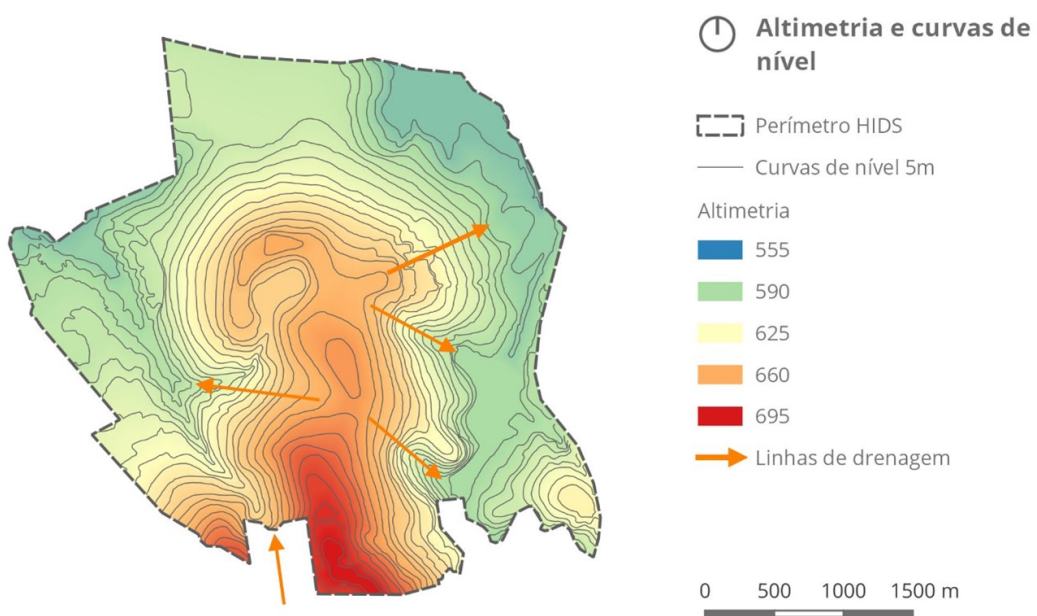 Altimetria e curvas de
nível
Perímetro HIDS
Curvas de nível 5m
Altimetria
555
590
625
660
695
Linhas de drenagem
0 500 1000 1500 m